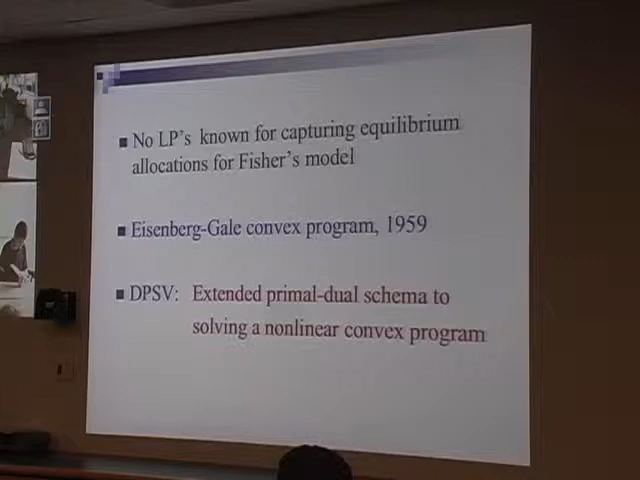 No LP's known for capturing equilibrium
allocations for Fisher's model
Eisenberg-Gale convex program, 1959
DPSV: Extended primal-dual schema to
solving a nonlinear convex program